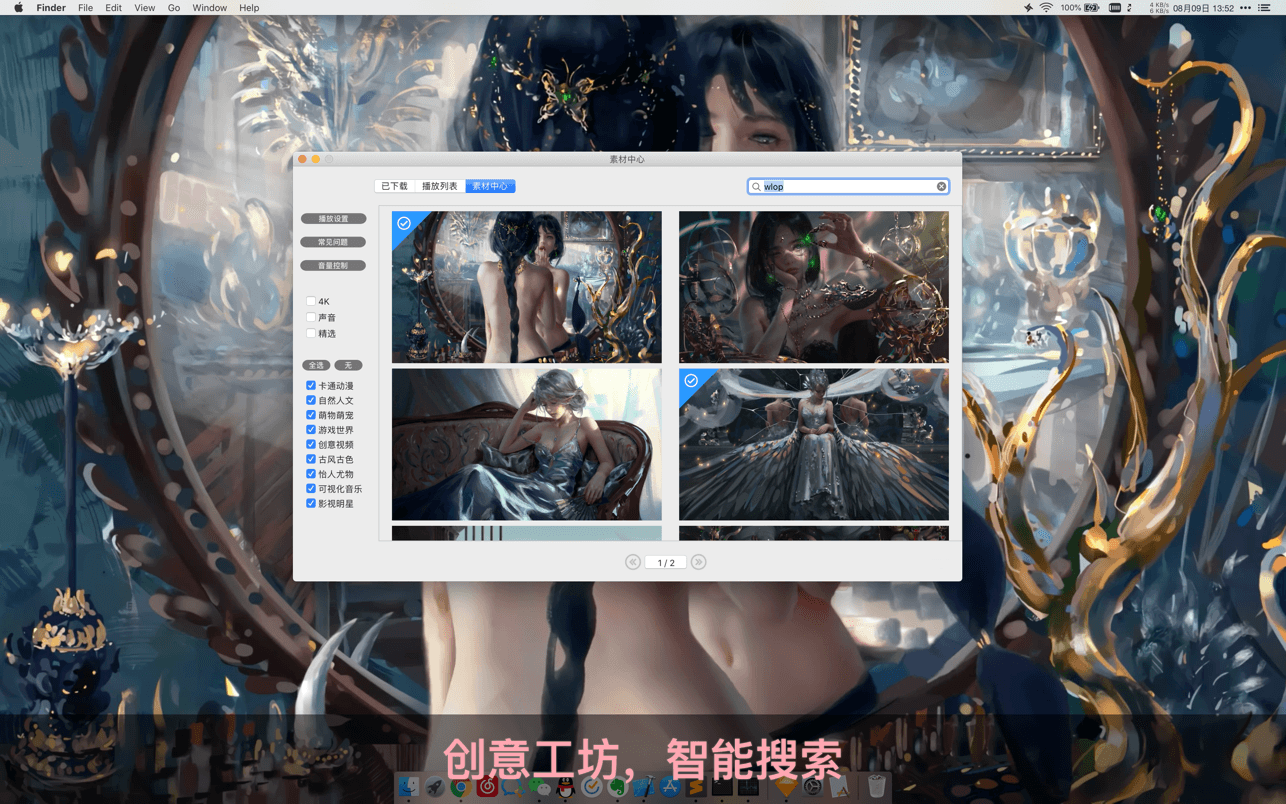 Finder File Edit View Go Window Help
100%
4 KB/s
6 KB/s
08月09日 13:52
素材中心
已下载 播放列表 素材中心
wlop
播放设置
常见问题
音量控制
4K
声音
精选
全选 无
卡通动漫
自然人文
萌物萌宠
游戏世界
创意视频
古风古色
怡人尤物
可视化音乐
影视明星
1 / 2
创意工坊，智能搜索